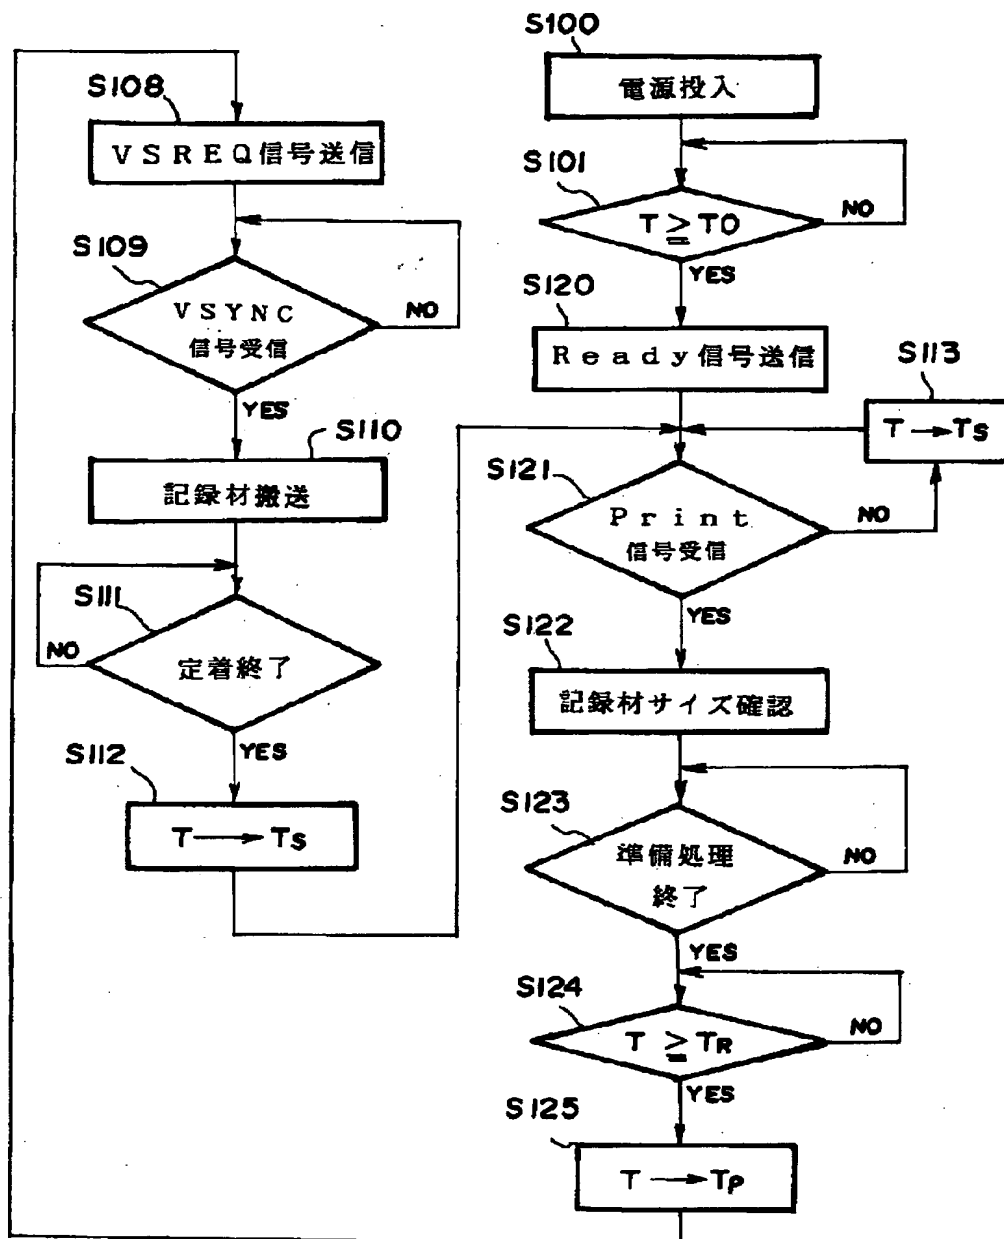 S100
電源投入
S101
T ≧ TO
NO
YES
S120
Ready信号送信
S113
T → Ts
S121
Print
信号受信
NO
YES
S122
記録材サイズ確認
S123
準備処理
終了
NO
YES
S124
T ≧ TR
NO
YES
S125
T → Tp
S108
VSREQ信号送信
S109
VSYNC
信号受信
NO
YES
S110
記録材搬送
S111
定着終了
NO
YES
S112
T → Ts